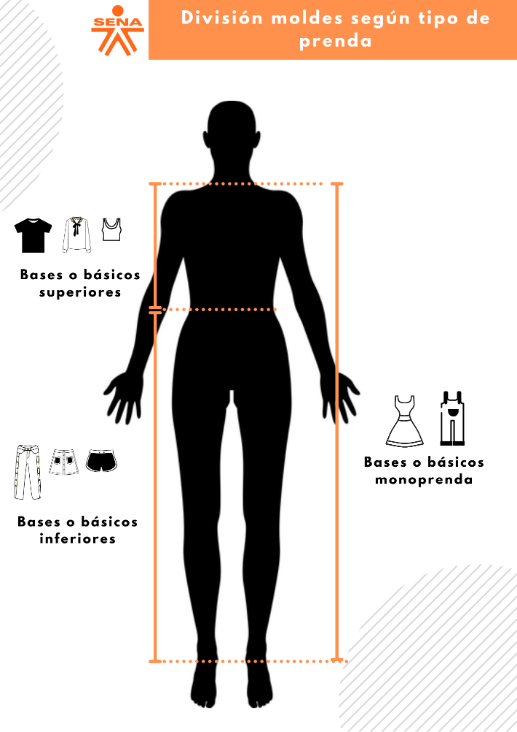 SENA
División moldes según tipo de
prenda
Bases o básicos
superiores
Bases o básicos
monoprenda
Bases o básicos
inferiores